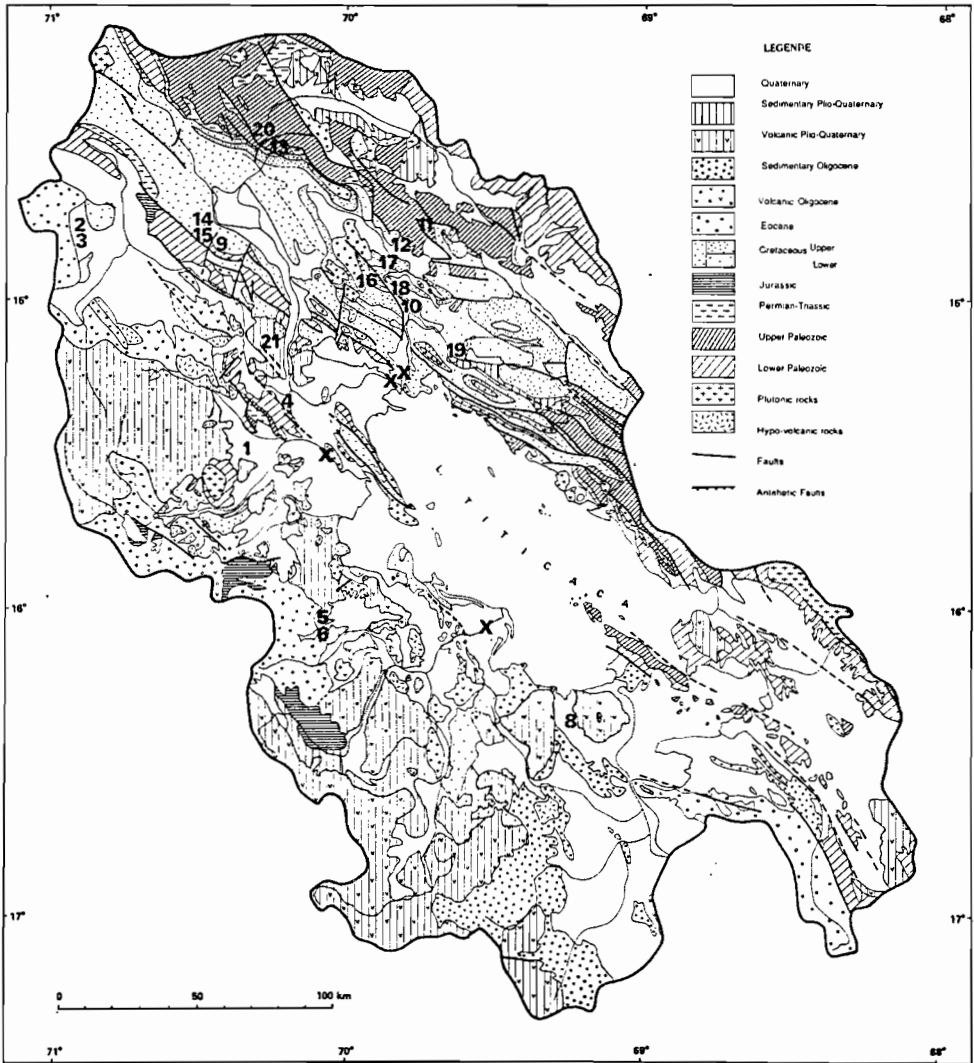 71° 70° 69° 68°
LEGENPE
Quaternary
Sedimentary Plio-Quaternary
Volcanic Plio-Quaternary
Sedimentary Oligocene
Volcanic Oligocene
Eocene
Cretaceous Upper
Lower
Jurassic
Permian-Triassic
Upper Paleozoic
Lower Paleozoic
Plutonic rocks
Hypo-volcanic rocks
Faults
Antithetic Faults
20
13
14
15 9
2
3
11
12
17
16 18
10
15° 15°
21
19
X X
4
1
X
L. TITICACA
16° 16°
5
6
X
8
17° 17°
0 50 100 km
71° 70° 69° 68°